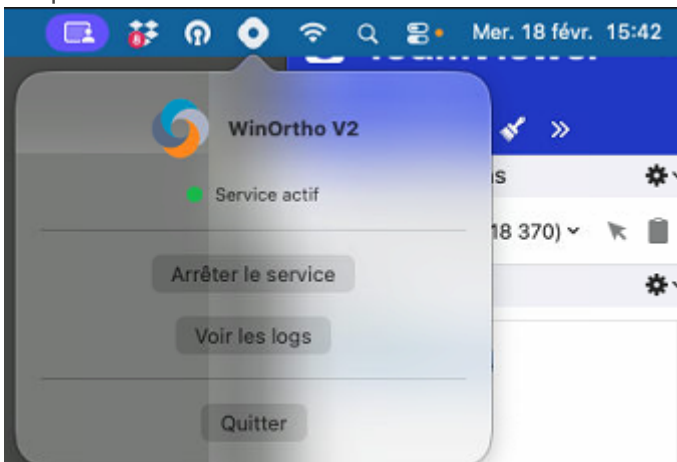 Mer. 18 févr. 15:42
WinOrtho V2
Service actif
18 370)
Arrêter le service
Voir les logs
Quitter